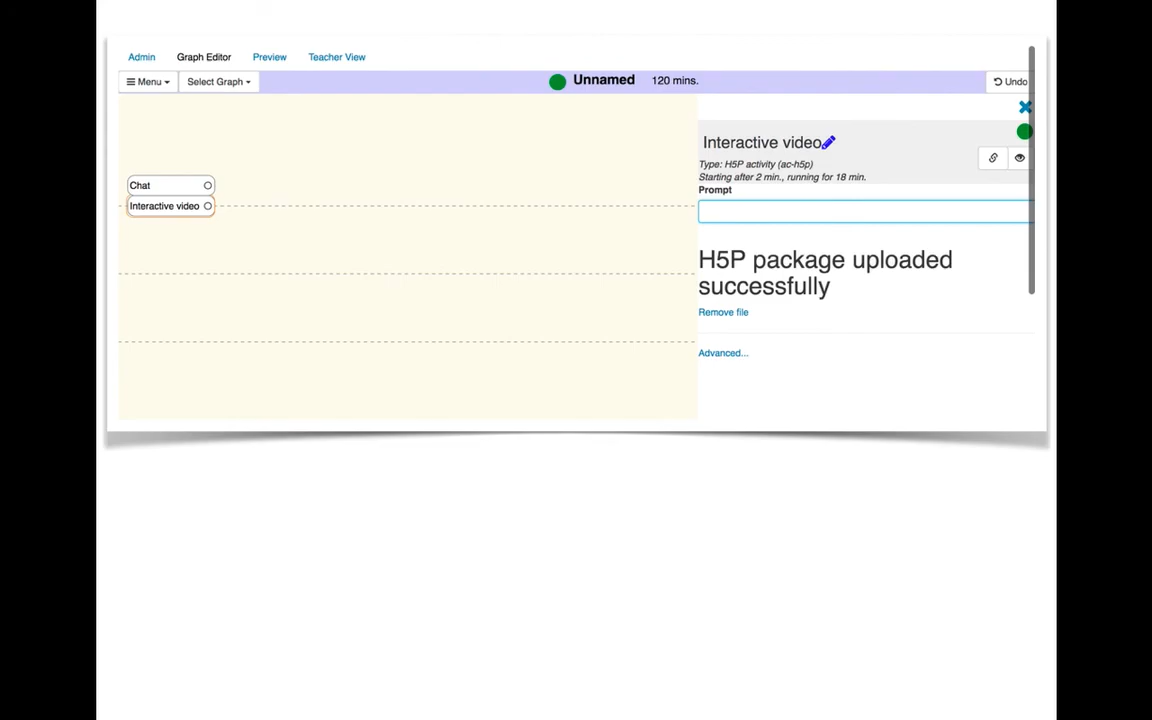 Admin Graph Editor Preview Teacher View
Menu Select Graph Unnamed 120 mins. Undo
Interactive video
Type: H5P activity (ac-h5p)
Starting after 2 min., running for 18 min.
Prompt
Chat
Interactive video
H5P package uploaded
successfully
Remove file
Advanced...